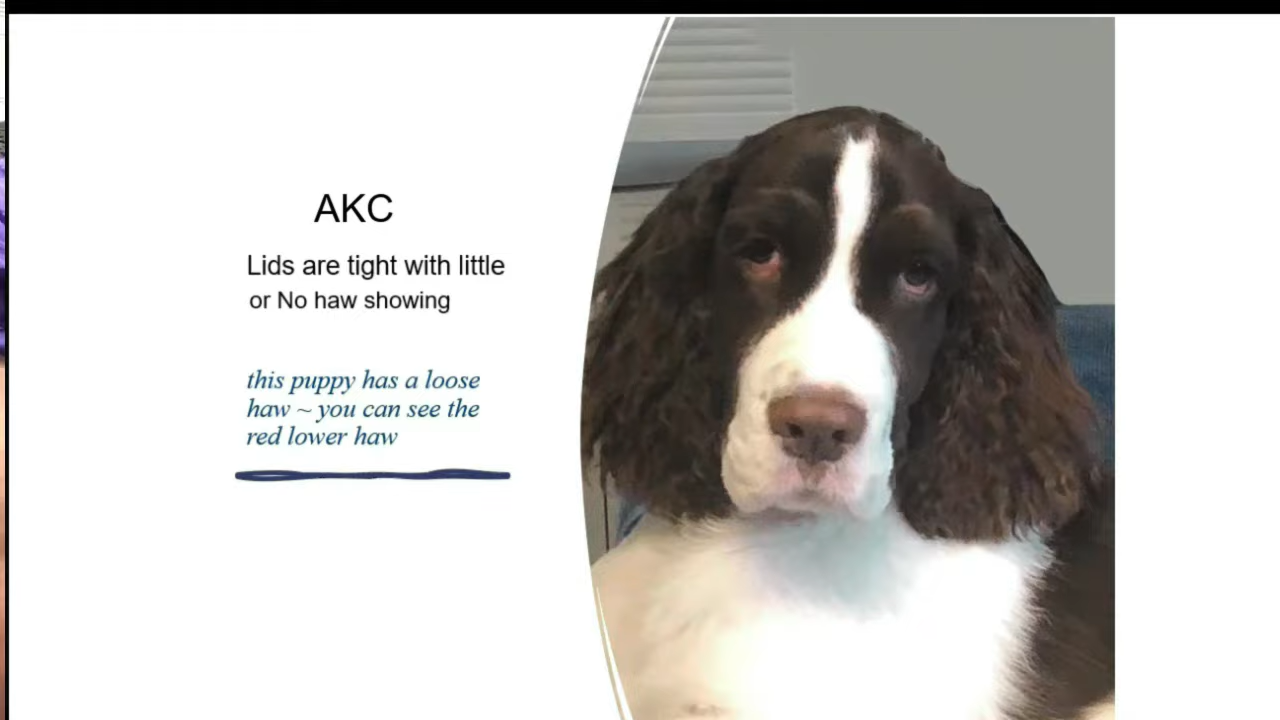 AKC
Lids are tight with little
or No haw showing
this puppy has a loose
haw ~ you can see the
red lower haw